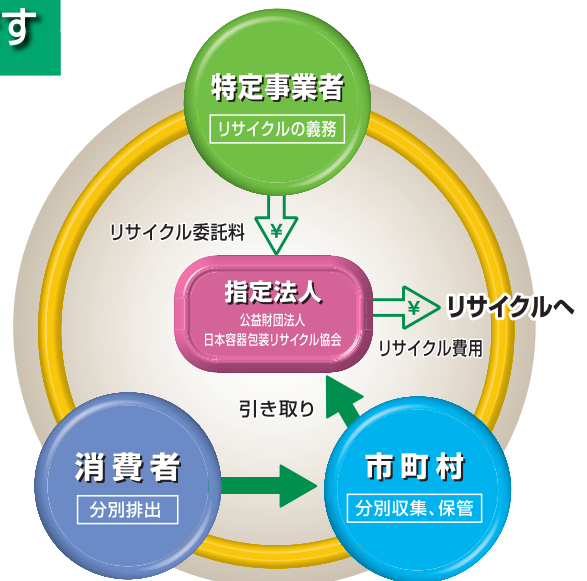 す
特定事業者
リサイクルの義務
リサイクル委託料
¥
指定法人
公益財団法人
日本容器包装リサイクル協会
¥
リサイクルへ
リサイクル費用
引き取り
消費者
分別排出
市町村
分別収集、保管